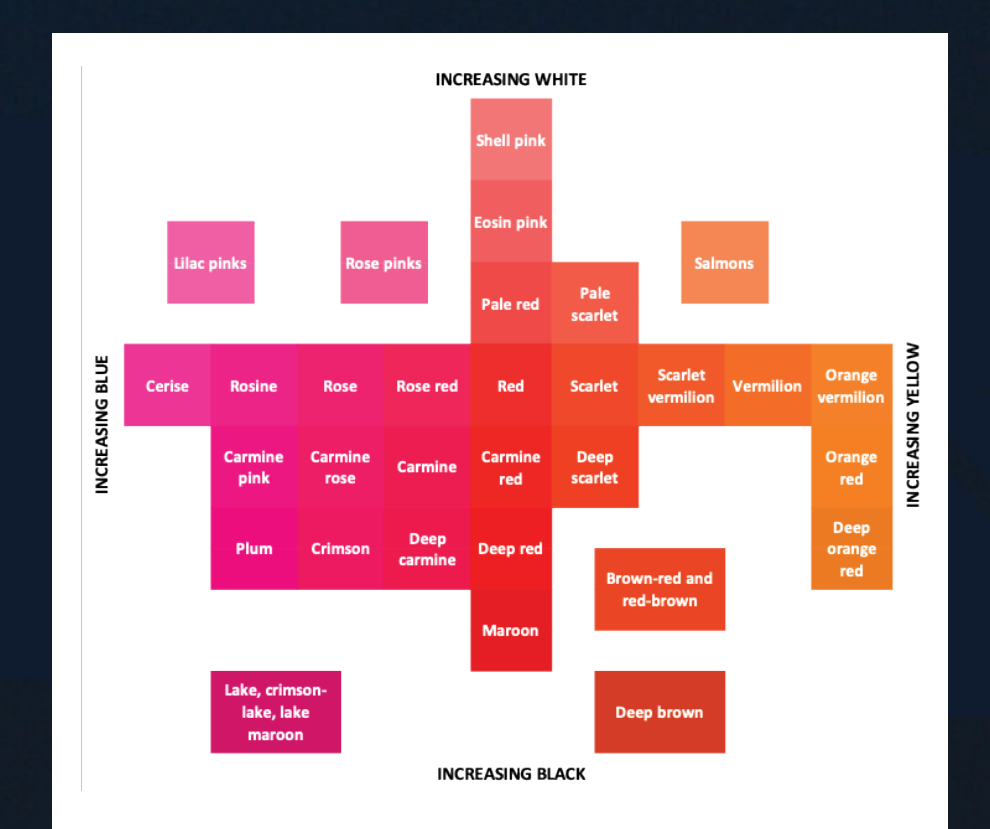 INCREASING WHITE
Shell pink
Eosin pink
Lilac pinks
Rose pinks
Salmons
Pale red
Pale
scarlet
INCREASING BLUE
Cerise
Rosine
Rose
Rose red
Red
Scarlet
Scarlet
vermilion
Vermilion
Orange
vermilion
INCREASING YELLOW
Carmine
pink
Carmine
rose
Carmine
Carmine
red
Deep
scarlet
Orange
red
Plum
Crimson
Deep
carmine
Deep red
Deep
orange
red
Brown-red and
red-brown
Maroon
Lake, crimson-
lake, lake
maroon
Deep brown
INCREASING BLACK